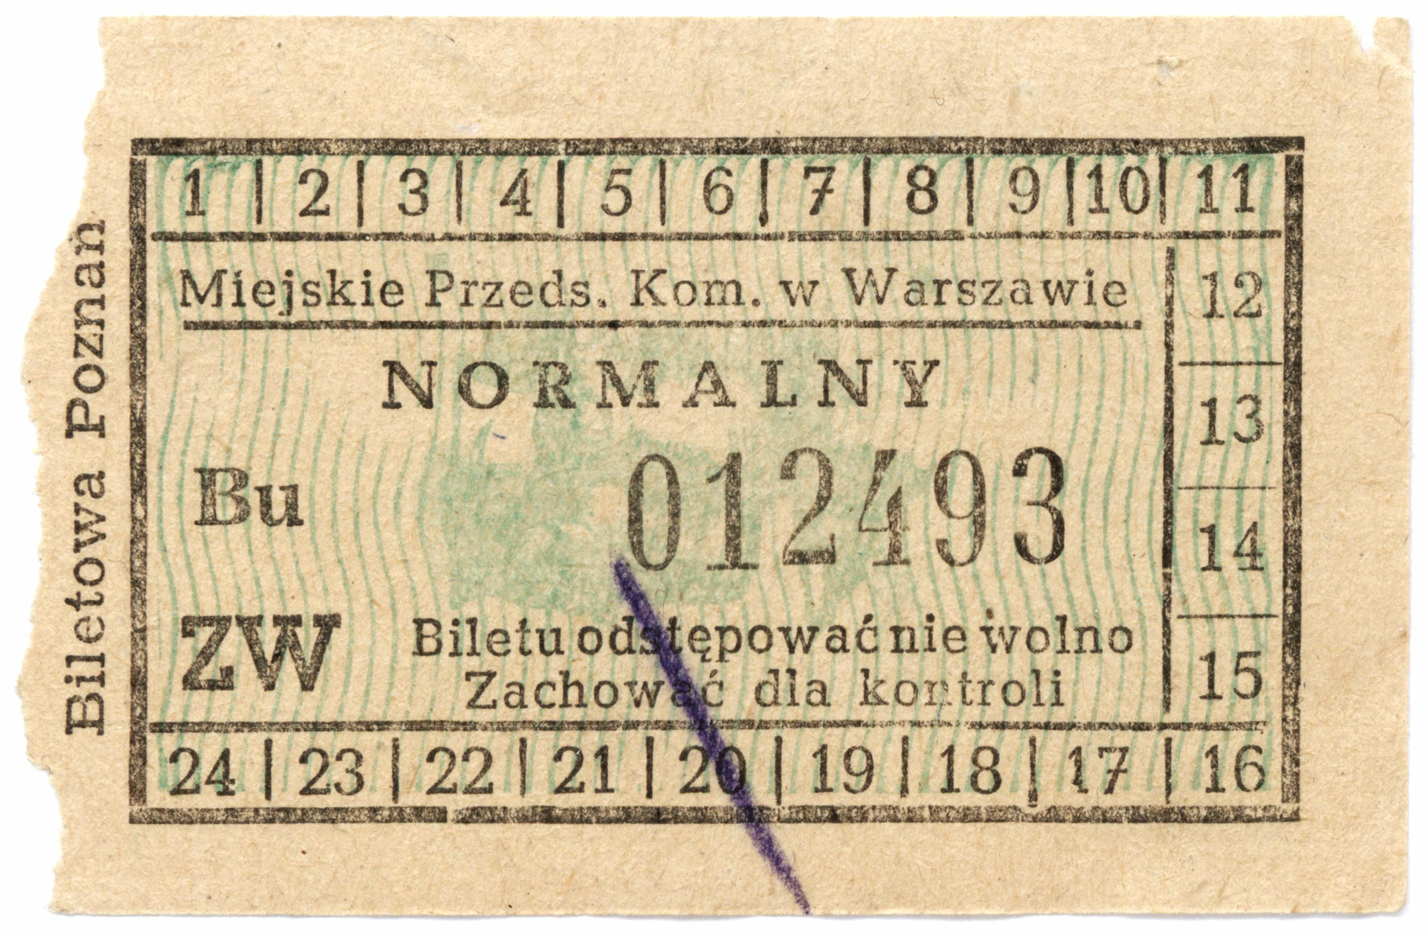 1 | 2 | 3 | 4 | 5 | 6 | 7 | 8 | 9 | 10 | 11
Miejskie Przeds. Kom. w Warszawie
NORMALNY
Bu 012493
ZW
Biletu odstępować nie wolno
Zachować dla kontroli
12
13
14
15
24 | 23 | 22 | 21 | 20 | 19 | 18 | 17 | 16
Biletowa Poznań